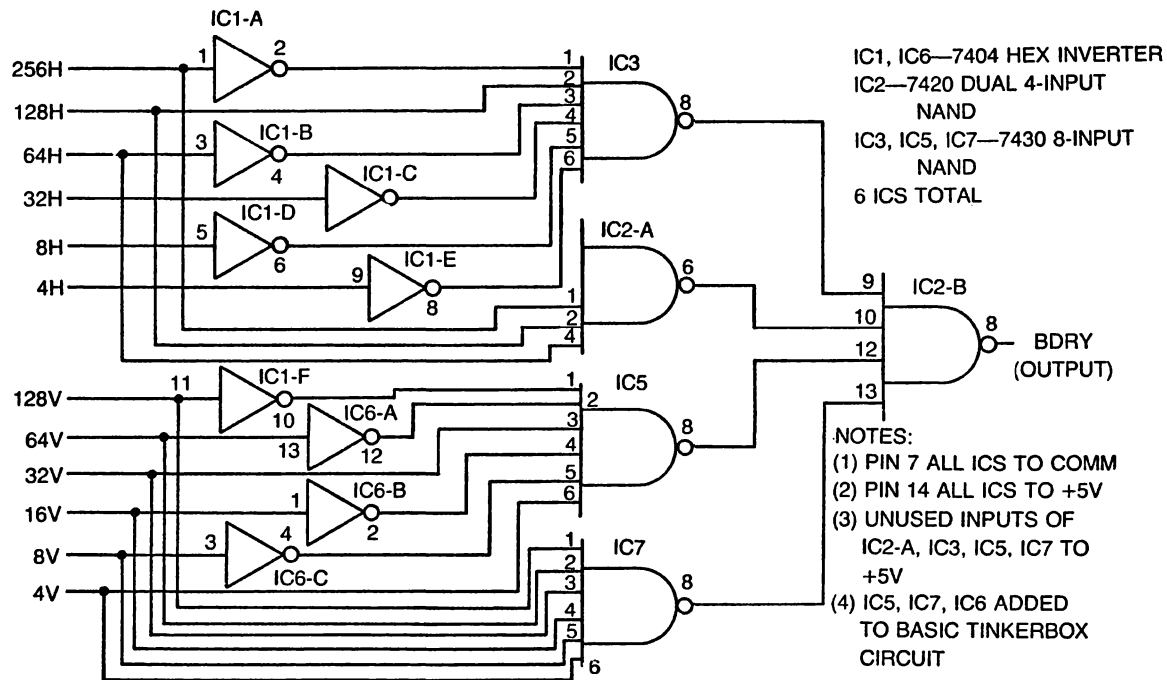 IC1-A
256H
1
2
128H
64H
3
IC1-B
4
32H
IC1-C
8H
5
IC1-D
6
4H
9
IC1-E
8
1
2
3
4
5
6
IC3
8
IC2-A
1
2
4
6
128V
11
IC1-F
10
64V
13
IC6-A
12
32V
16V
1
IC6-B
2
8V
3
4
IC6-C
4V
1
2
3
4
5
6
IC5
8
1
2
3
4
5
6
IC7
8
9
10
12
13
IC2-B
8
BDRY
(OUTPUT)
IC1, IC6—7404 HEX INVERTER
IC2—7420 DUAL 4-INPUT
NAND
IC3, IC5, IC7—7430 8-INPUT
NAND
6 ICS TOTAL
NOTES:
(1) PIN 7 ALL ICS TO COMM
(2) PIN 14 ALL ICS TO +5V
(3) UNUSED INPUTS OF
IC2-A, IC3, IC5, IC7 TO
+5V
(4) IC5, IC7, IC6 ADDED
TO BASIC TINKERBOX
CIRCUIT